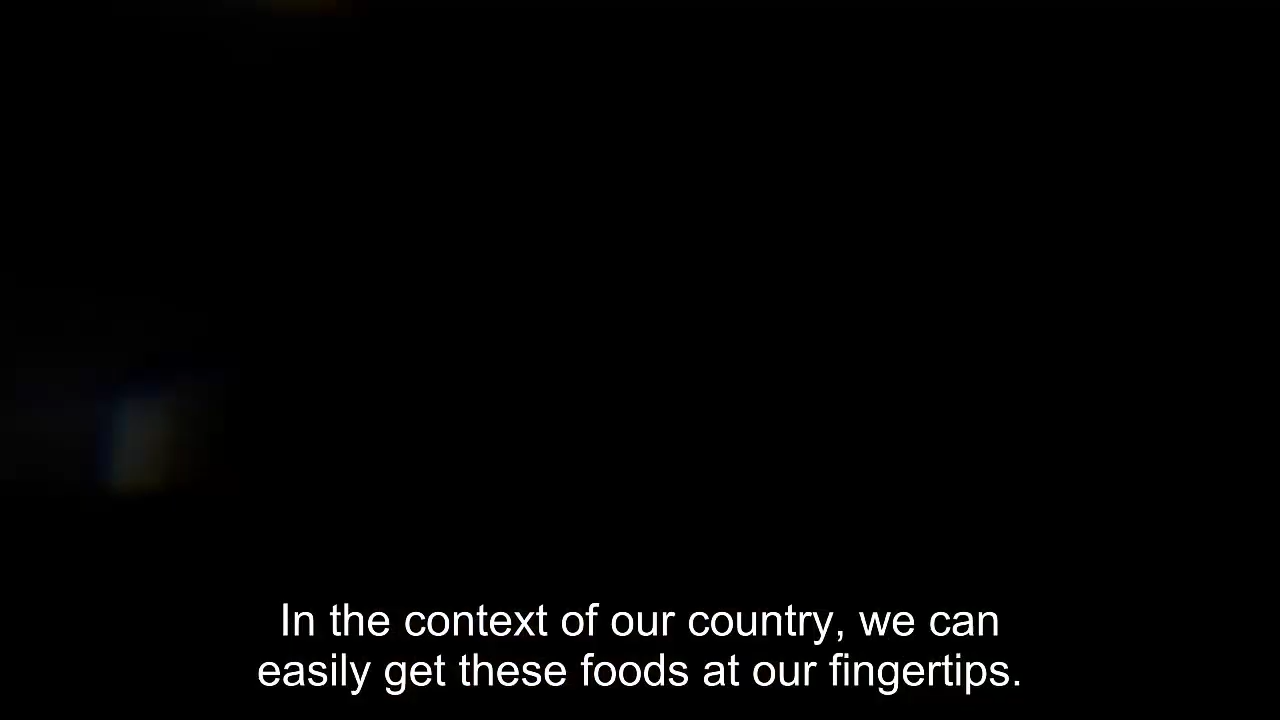 In the context of our country, we can
easily get these foods at our fingertips.